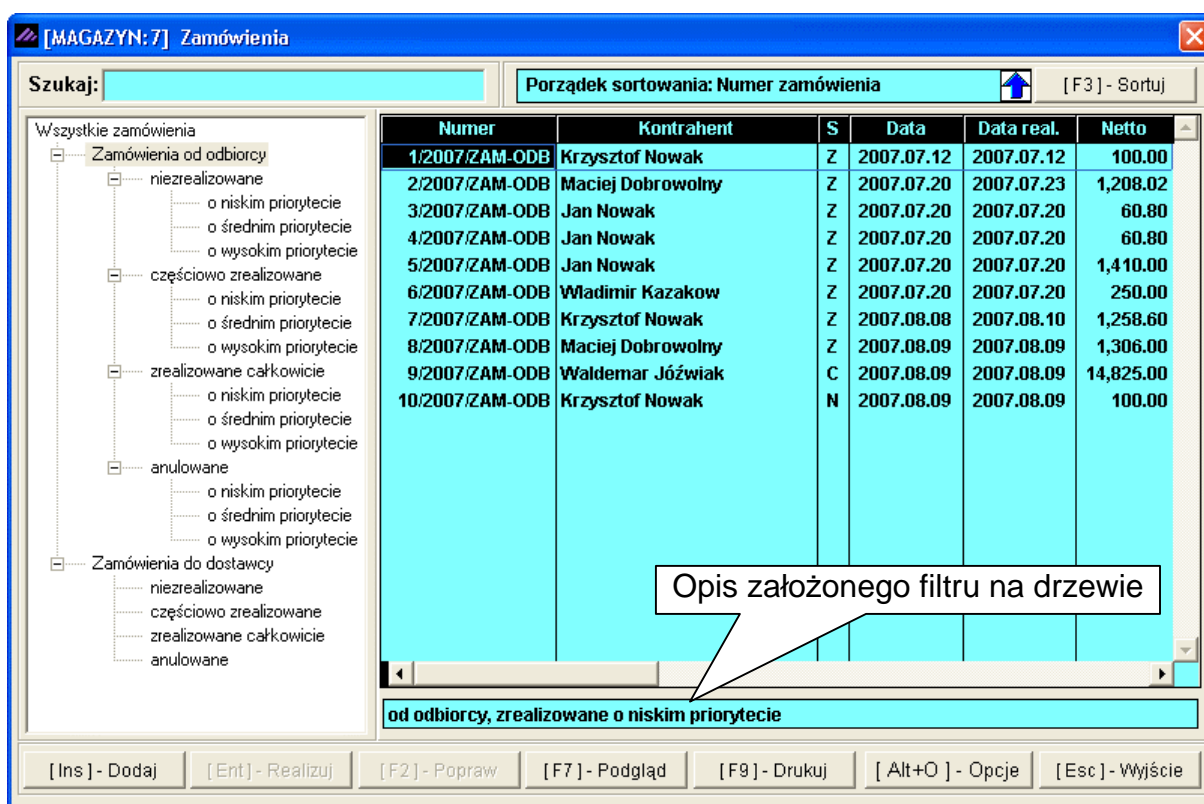 [MAGAZYN: 7] Zamówienia
Szukaj:
Porządek sortowania: Numer zamówienia
[ F3 ] - Sortuj
Wszystkie zamówienia
Zamówienia od odbiorcy
niezrealizowane
o niskim priorytecie
o średnim priorytecie
o wysokim priorytecie
częściowo zrealizowane
o niskim priorytecie
o średnim priorytecie
o wysokim priorytecie
zrealizowane całkowicie
o niskim priorytecie
o średnim priorytecie
o wysokim priorytecie
anulowane
o niskim priorytecie
o średnim priorytecie
o wysokim priorytecie
Zamówienia do dostawcy
niezrealizowane
częściowo zrealizowane
zrealizowane całkowicie
anulowane
Numer Kontrahent S Data Data real. Netto
1/2007/ZAM-ODB Krzysztof Nowak Z 2007.07.12 2007.07.12 100.00
2/2007/ZAM-ODB Maciej Dobrowolny Z 2007.07.20 2007.07.23 1,208.02
3/2007/ZAM-ODB Jan Nowak Z 2007.07.20 2007.07.20 60.80
4/2007/ZAM-ODB Jan Nowak Z 2007.07.20 2007.07.20 60.80
5/2007/ZAM-ODB Jan Nowak Z 2007.07.20 2007.07.20 1,410.00
6/2007/ZAM-ODB Wladimir Kazakow Z 2007.07.20 2007.07.20 250.00
7/2007/ZAM-ODB Krzysztof Nowak Z 2007.08.08 2007.08.10 1,258.60
8/2007/ZAM-ODB Maciej Dobrowolny Z 2007.08.09 2007.08.09 1,306.00
9/2007/ZAM-ODB Waldemar Jóźwiak C 2007.08.09 2007.08.09 14,825.00
10/2007/ZAM-ODB Krzysztof Nowak N 2007.08.09 2007.08.09 100.00
Opis założonego filtru na drzewie
od odbiorcy, zrealizowane o niskim priorytecie
[ Ins ] - Dodaj
[ Ent ] - Realizuj
[ F2 ] - Popraw
[ F7 ] - Podgląd
[ F9 ] - Drukuj
[ Alt+O ] - Opcje
[ Esc ] - Wyjście